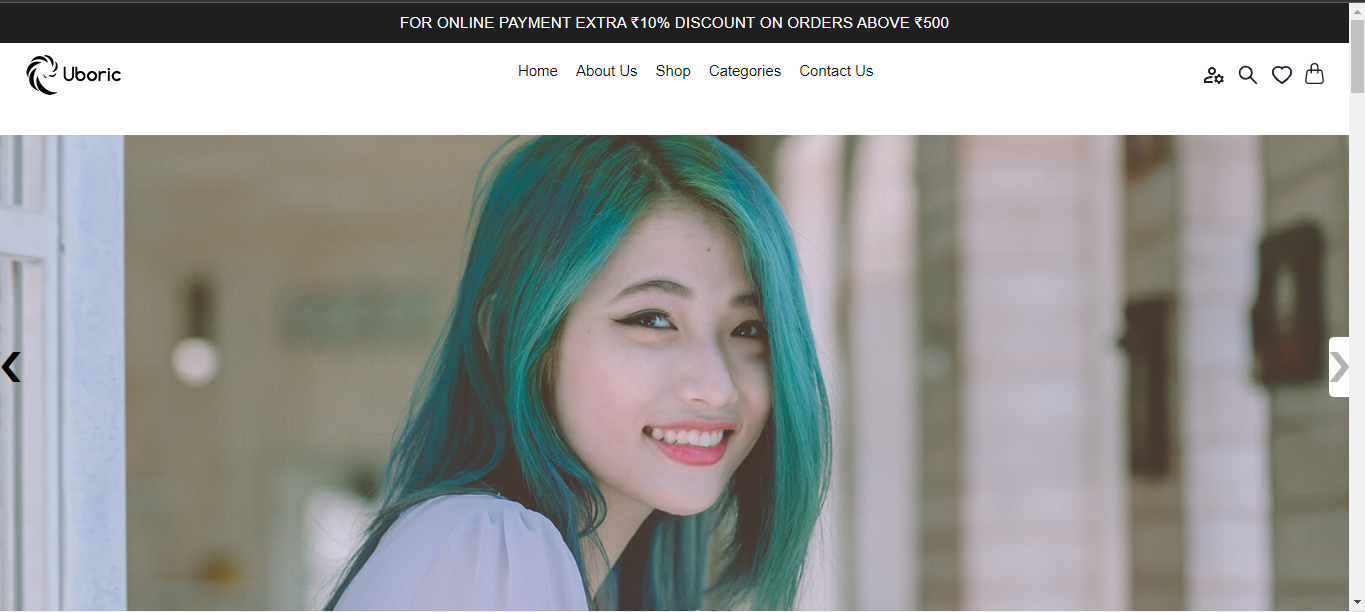 FOR ONLINE PAYMENT EXTRA ₹10% DISCOUNT ON ORDERS ABOVE ₹500
Uboric
Home About Us Shop Categories Contact Us